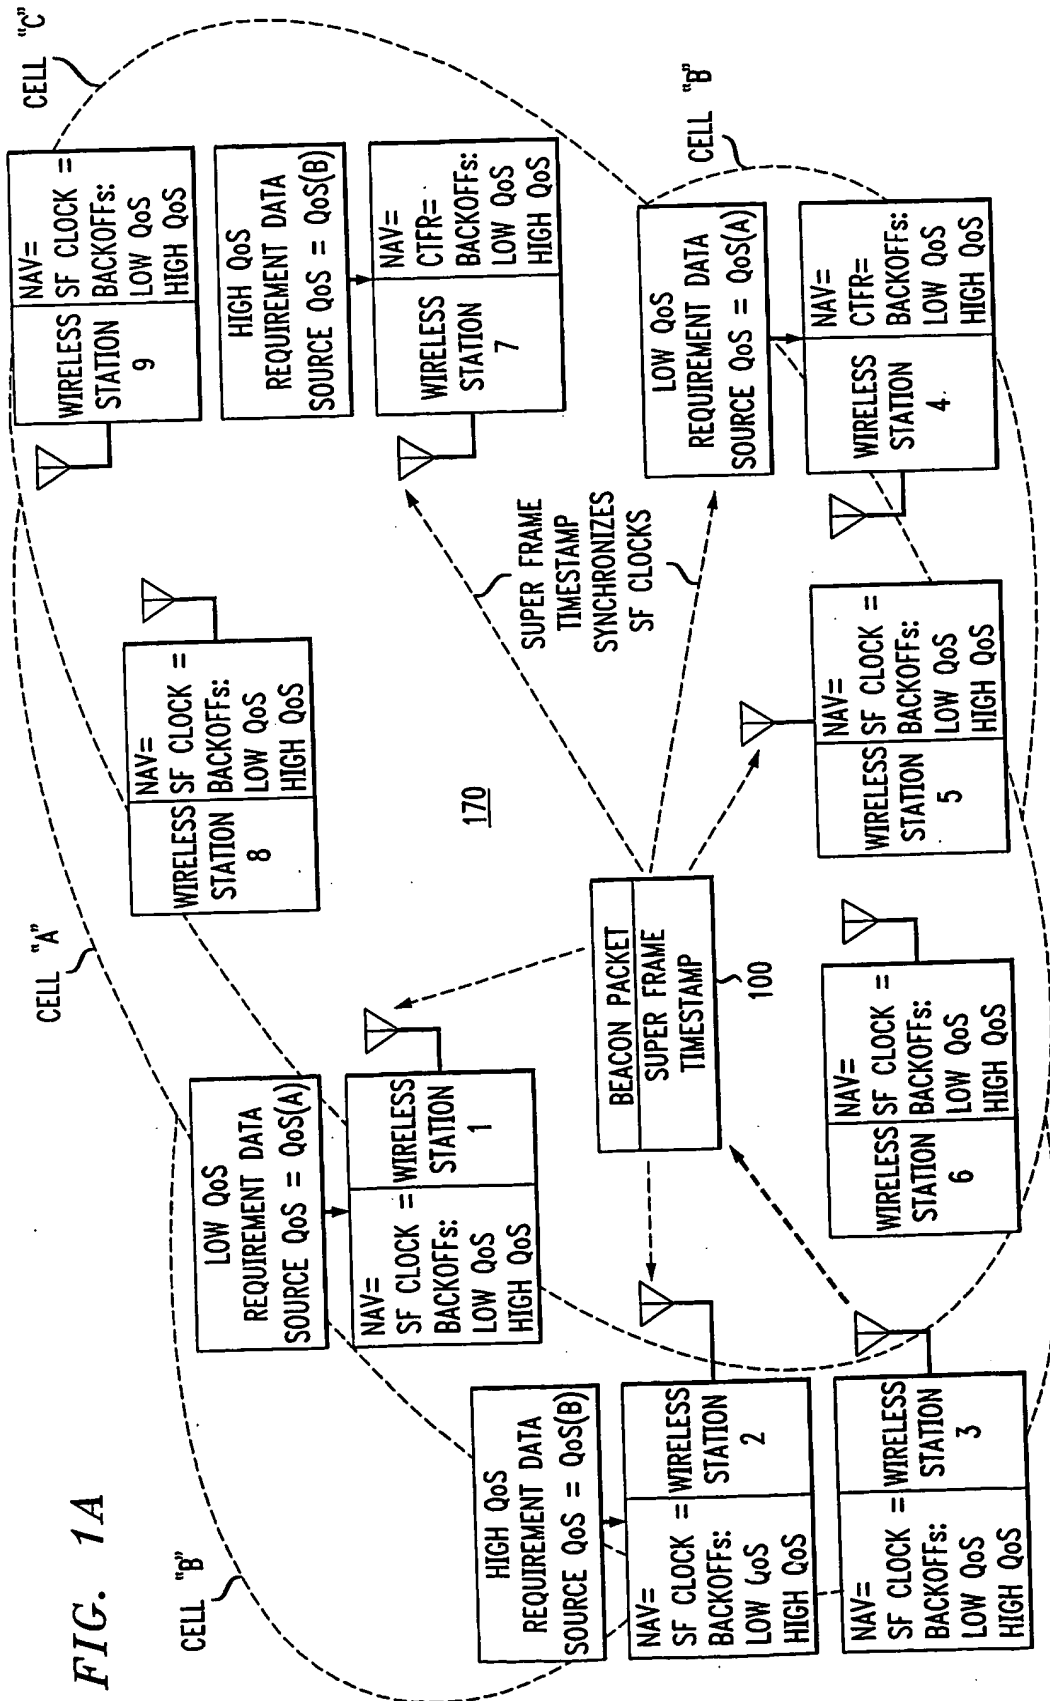 FIG. 1A
CELL "B"
CELL "A"
CELL "C"
CELL "B"
LOW QoS
REQUIREMENT DATA
SOURCE QoS = QoS(A)
NAV=
SF CLOCK =
BACKOFFs:
LOW QoS
HIGH QoS
WIRELESS
STATION
1
HIGH QoS
REQUIREMENT DATA
SOURCE QoS = QoS(B)
NAV=
SF CLOCK =
BACKOFFs:
LOW QoS
HIGH QoS
WIRELESS
STATION
2
NAV=
SF CLOCK =
BACKOFFs:
LOW QoS
HIGH QoS
WIRELESS
STATION
3
WIRELESS
STATION
8
NAV=
SF CLOCK =
BACKOFFs:
LOW QoS
HIGH QoS
WIRELESS
STATION
9
NAV=
SF CLOCK =
BACKOFFs:
LOW QoS
HIGH QoS
HIGH QoS
REQUIREMENT DATA
SOURCE QoS = QoS(B)
WIRELESS
STATION
7
NAV=
CTFR=
BACKOFFs:
LOW QoS
HIGH QoS
170
SUPER FRAME
TIMESTAMP
SYNCHRONIZES
SF CLOCKS
BEACON PACKET
SUPER FRAME
TIMESTAMP
100
LOW QoS
REQUIREMENT DATA
SOURCE QoS = QoS(A)
WIRELESS
STATION
4
NAV=
CTFR=
BACKOFFs:
LOW QoS
HIGH QoS
WIRELESS
STATION
5
NAV=
SF CLOCK =
BACKOFFs:
LOW QoS
HIGH QoS
WIRELESS
STATION
6
NAV=
SF CLOCK =
BACKOFFs:
LOW QoS
HIGH QoS